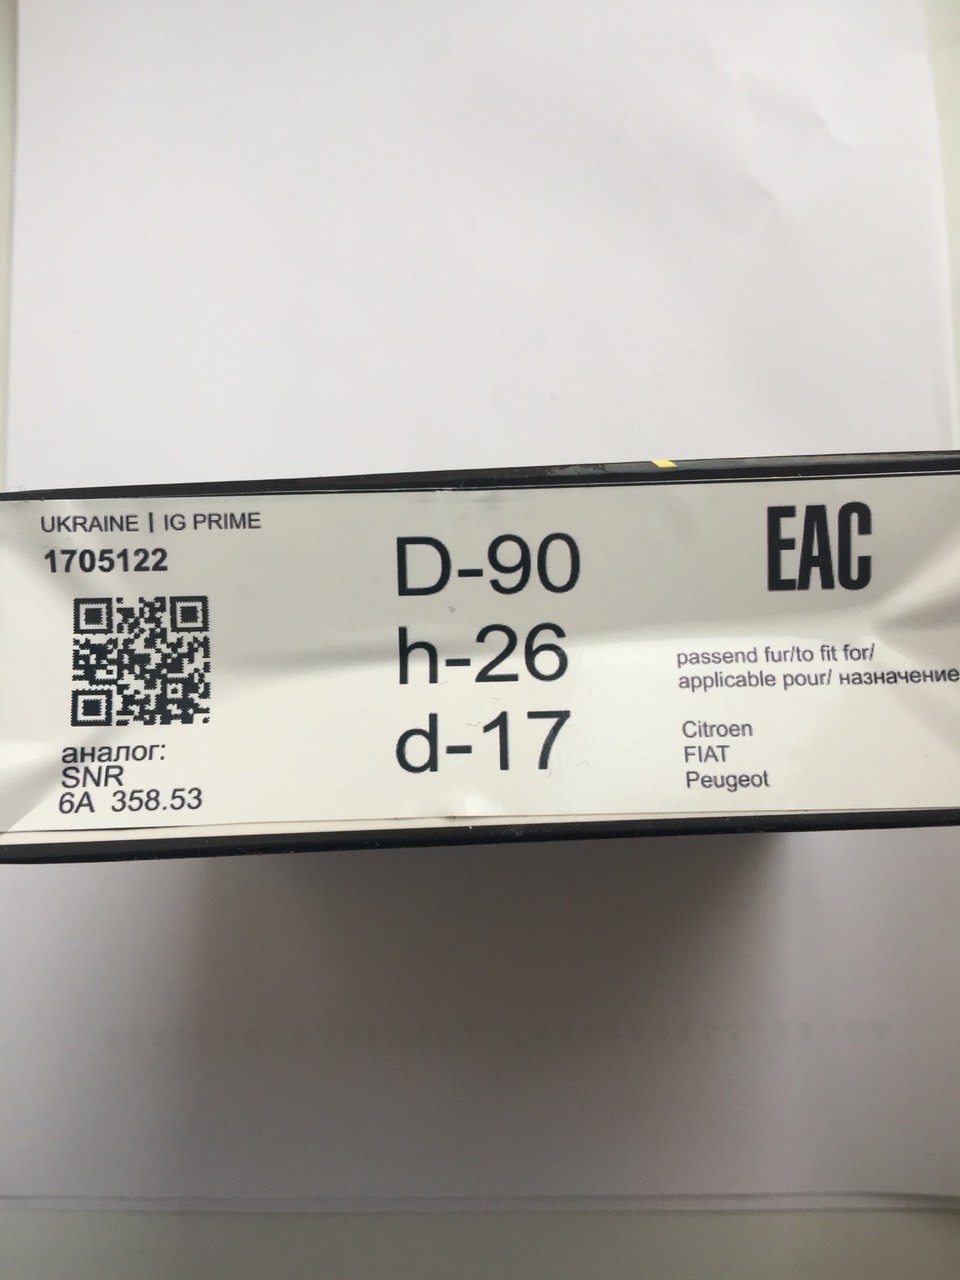 UKRAINE | IG PRIME
1705122
аналог:
SNR
6A 358.53
D-90
h-26
d-17
EAC
passend fur/to fit for/
applicable pour/ назначение
Citroen
FIAT
Peugeot